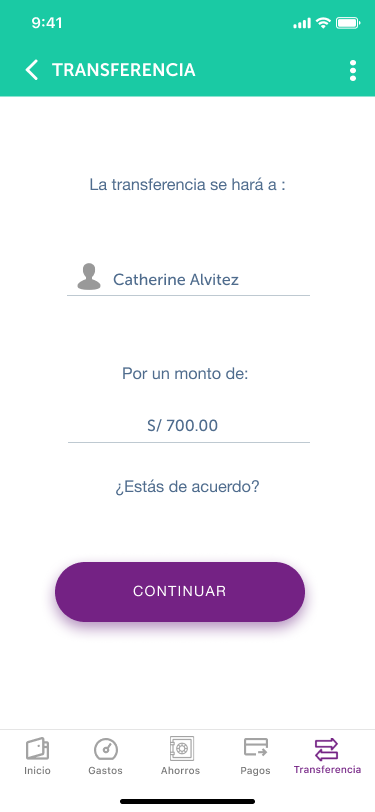 9:41
TRANSFERENCIA
La transferencia se hará a :
Catherine Alvitez
Por un monto de:
S/ 700.00
¿Estás de acuerdo?
CONTINUAR
Inicio
Gastos
Ahorros
Pagos
Transferencia